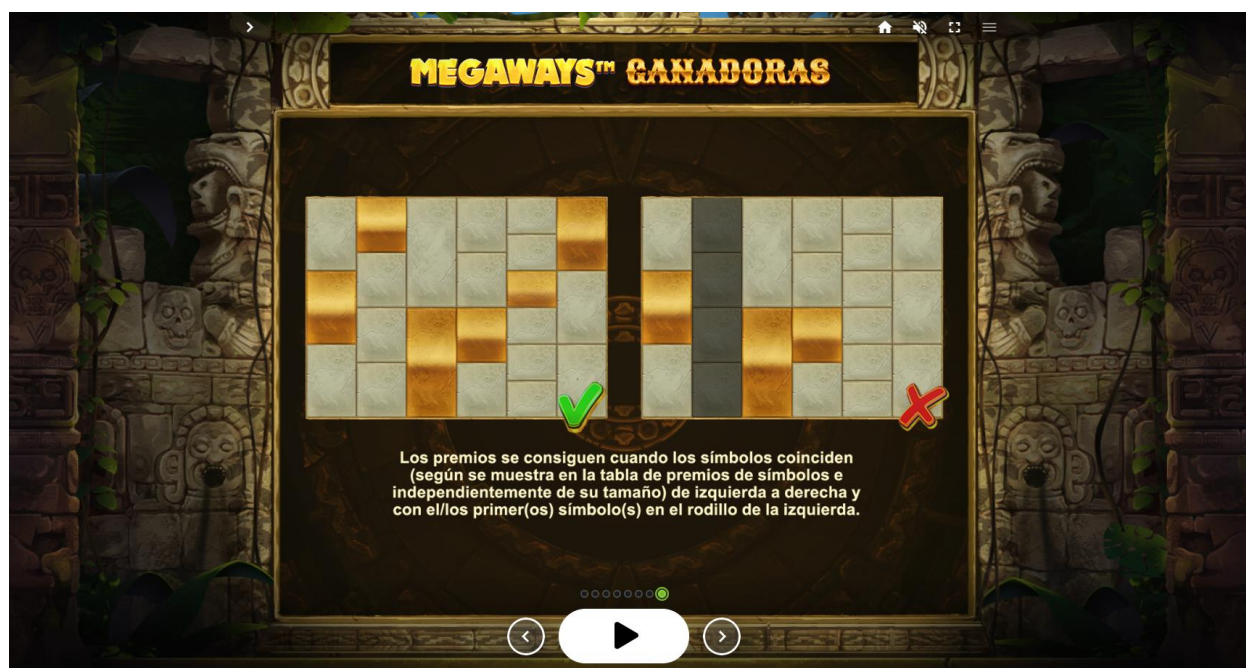 MEGAWAYS™ GANADORAS
Los premios se consiguen cuando los símbolos coinciden
(según se muestra en la tabla de premios de símbolos e
independientemente de su tamaño) de izquierda a derecha y
con el/los primer(os) símbolo(s) en el rodillo de la izquierda.